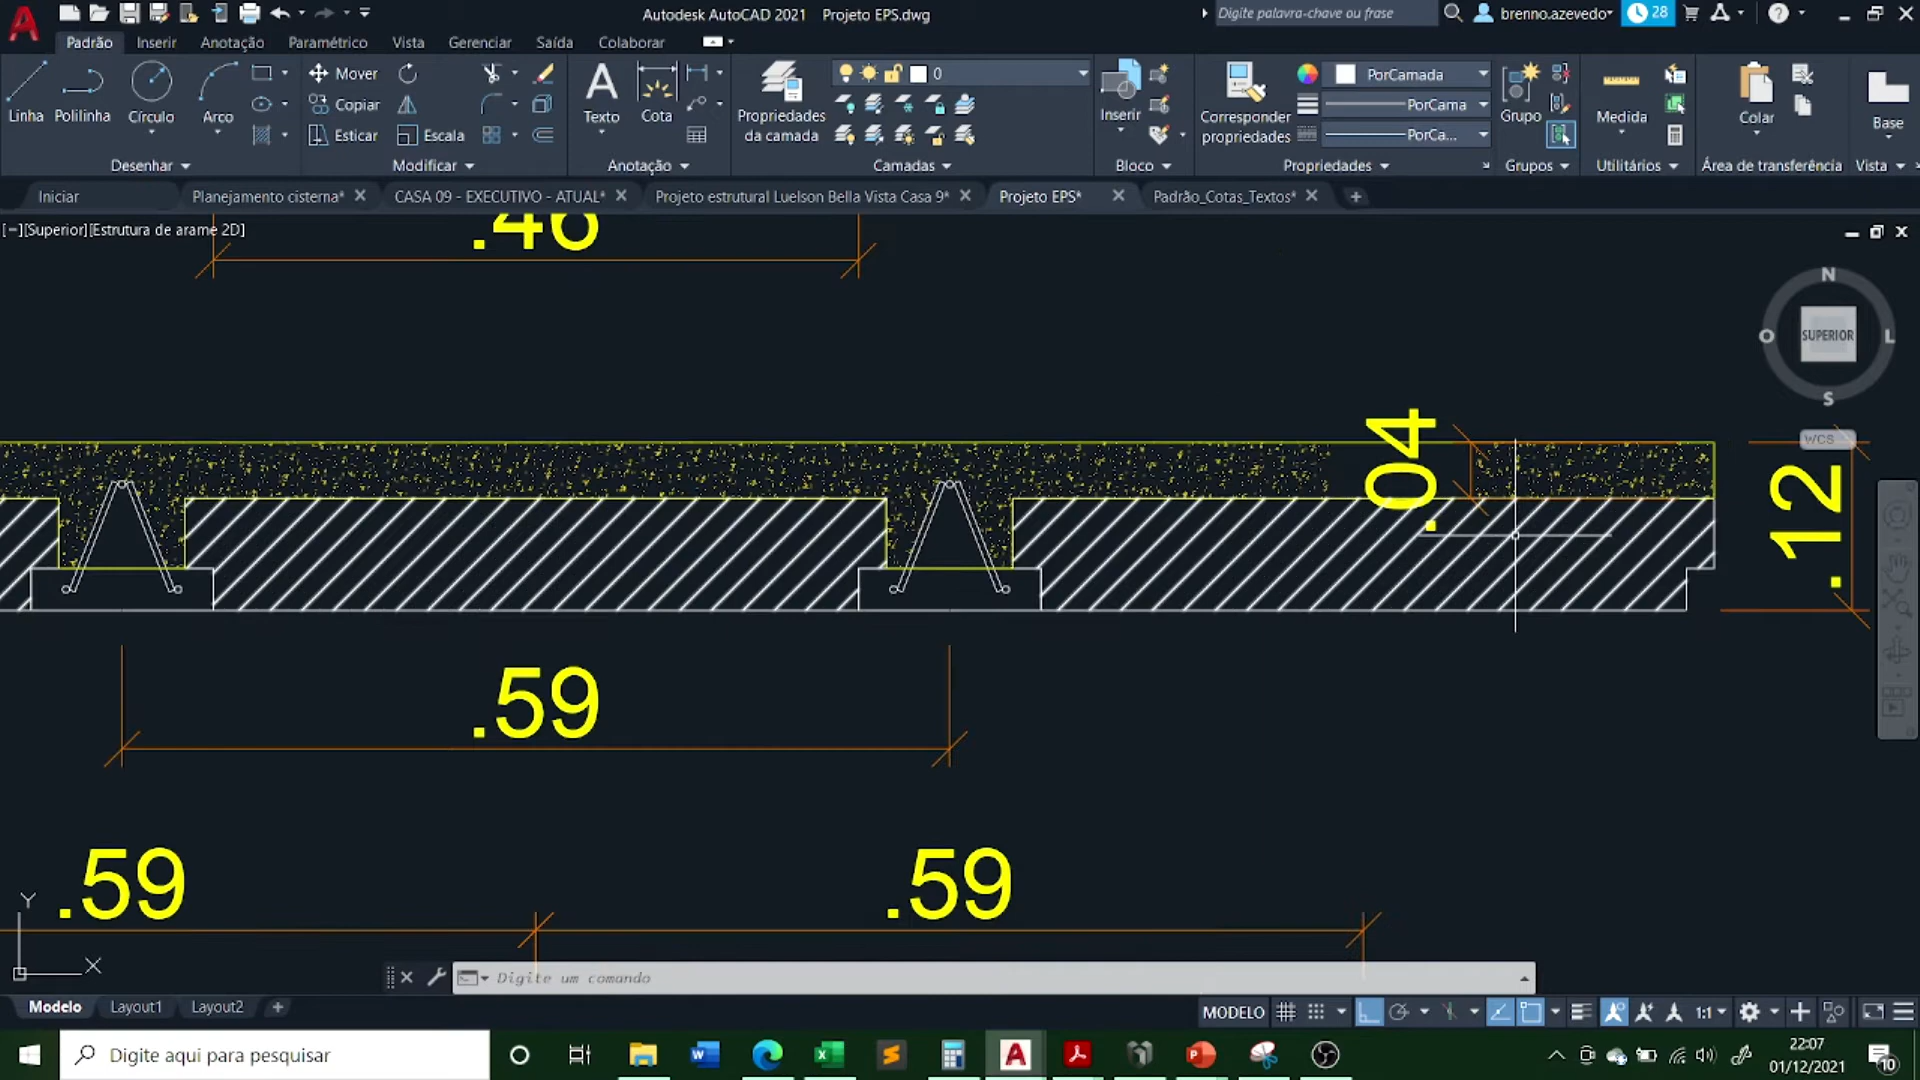 Autodesk AutoCAD 2021 Projeto EPS.dwg
Digite palavra-chave ou frase
brenno.azevedo
28
Padrão Inserir Anotação Paramétrico Vista Gerenciar Saída Colaborar
Linha Polilinha Círculo Arco
Mover
Copiar
Esticar Escala
Texto Cota
Propriedades
da camada
0
Inserir
Corresponder
propriedades
PorCamada
PorCama
PorCa...
Grupo
Medida
Colar
Base
Desenhar Modificar Anotação Camadas Bloco Propriedades Grupos Utilitários Área de transferência Vista
Iniciar Planejamento cisterna* CASA 09 - EXECUTIVO - ATUAL* Projeto estrutural Luelson Bella Vista Casa 9* Projeto EPS* Padrão_Cotas_Textos*
[−][Superior][Estrutura de arame 2D]
.46
N
O SUPERIOR L
S
WCS
.04
.12
.59
.59 .59
Y
X
Digite um comando
Modelo Layout1 Layout2
MODELO 1:1
Digite aqui para pesquisar
22:07
01/12/2021
10